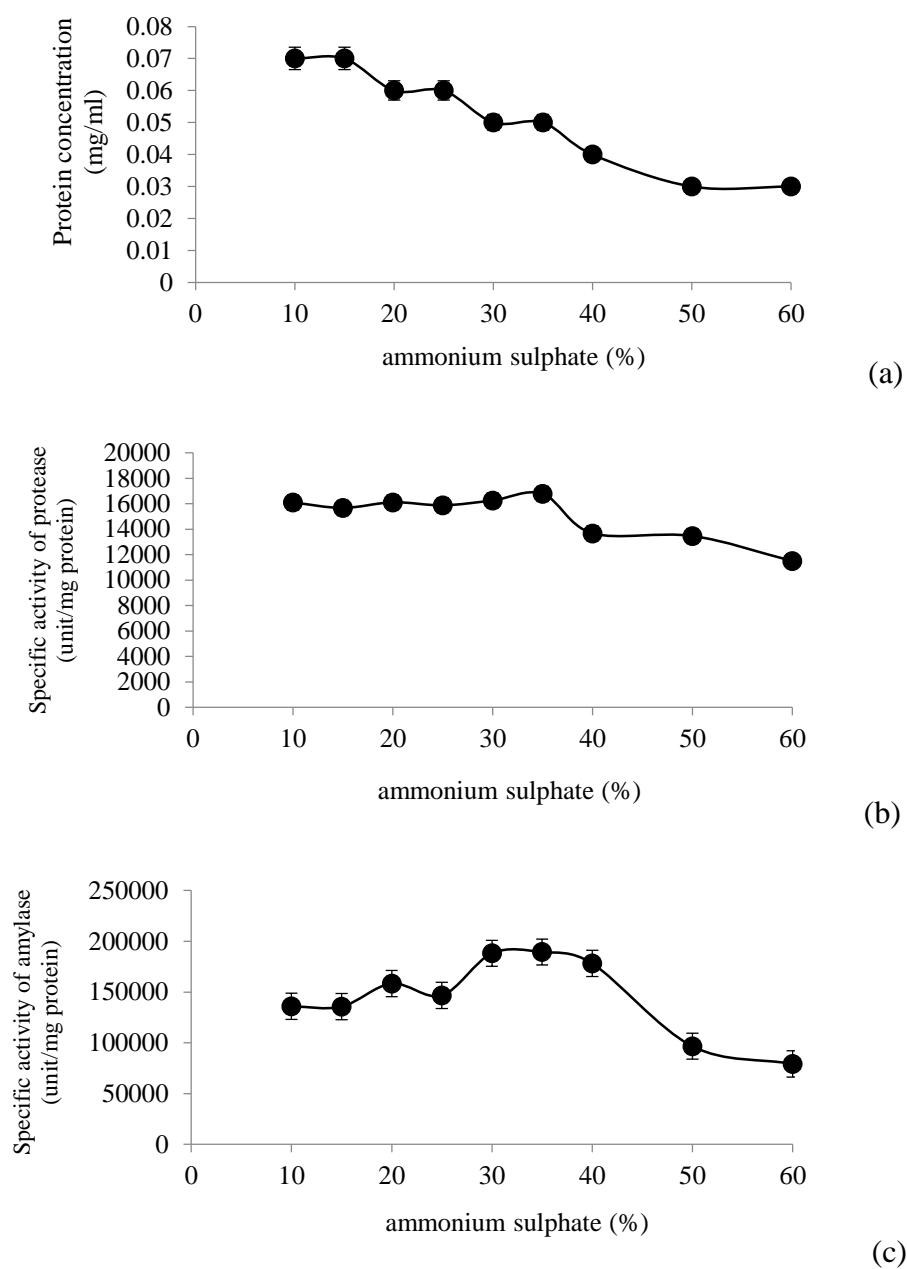 Protein concentration
(mg/ml)
0.08
0.07
0.06
0.05
0.04
0.03
0.02
0.01
0
0 10 20 30 40 50 60
ammonium sulphate (%)
(a)
Specific activity of protease
(unit/mg protein)
20000
18000
16000
14000
12000
10000
8000
6000
4000
2000
0
0 10 20 30 40 50 60
ammonium sulphate (%)
(b)
Specific activity of amylase
(unit/mg protein)
250000
200000
150000
100000
50000
0
0 10 20 30 40 50 60
ammonium sulphate (%)
(c)